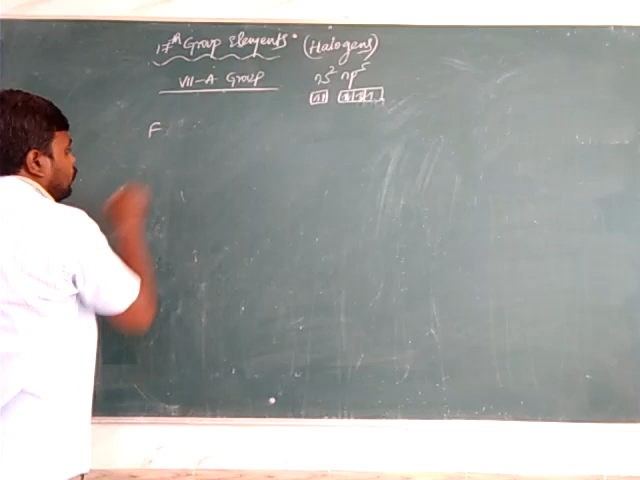 17th Group Elements (Halogens)
VII-A Group ns² np⁵
F